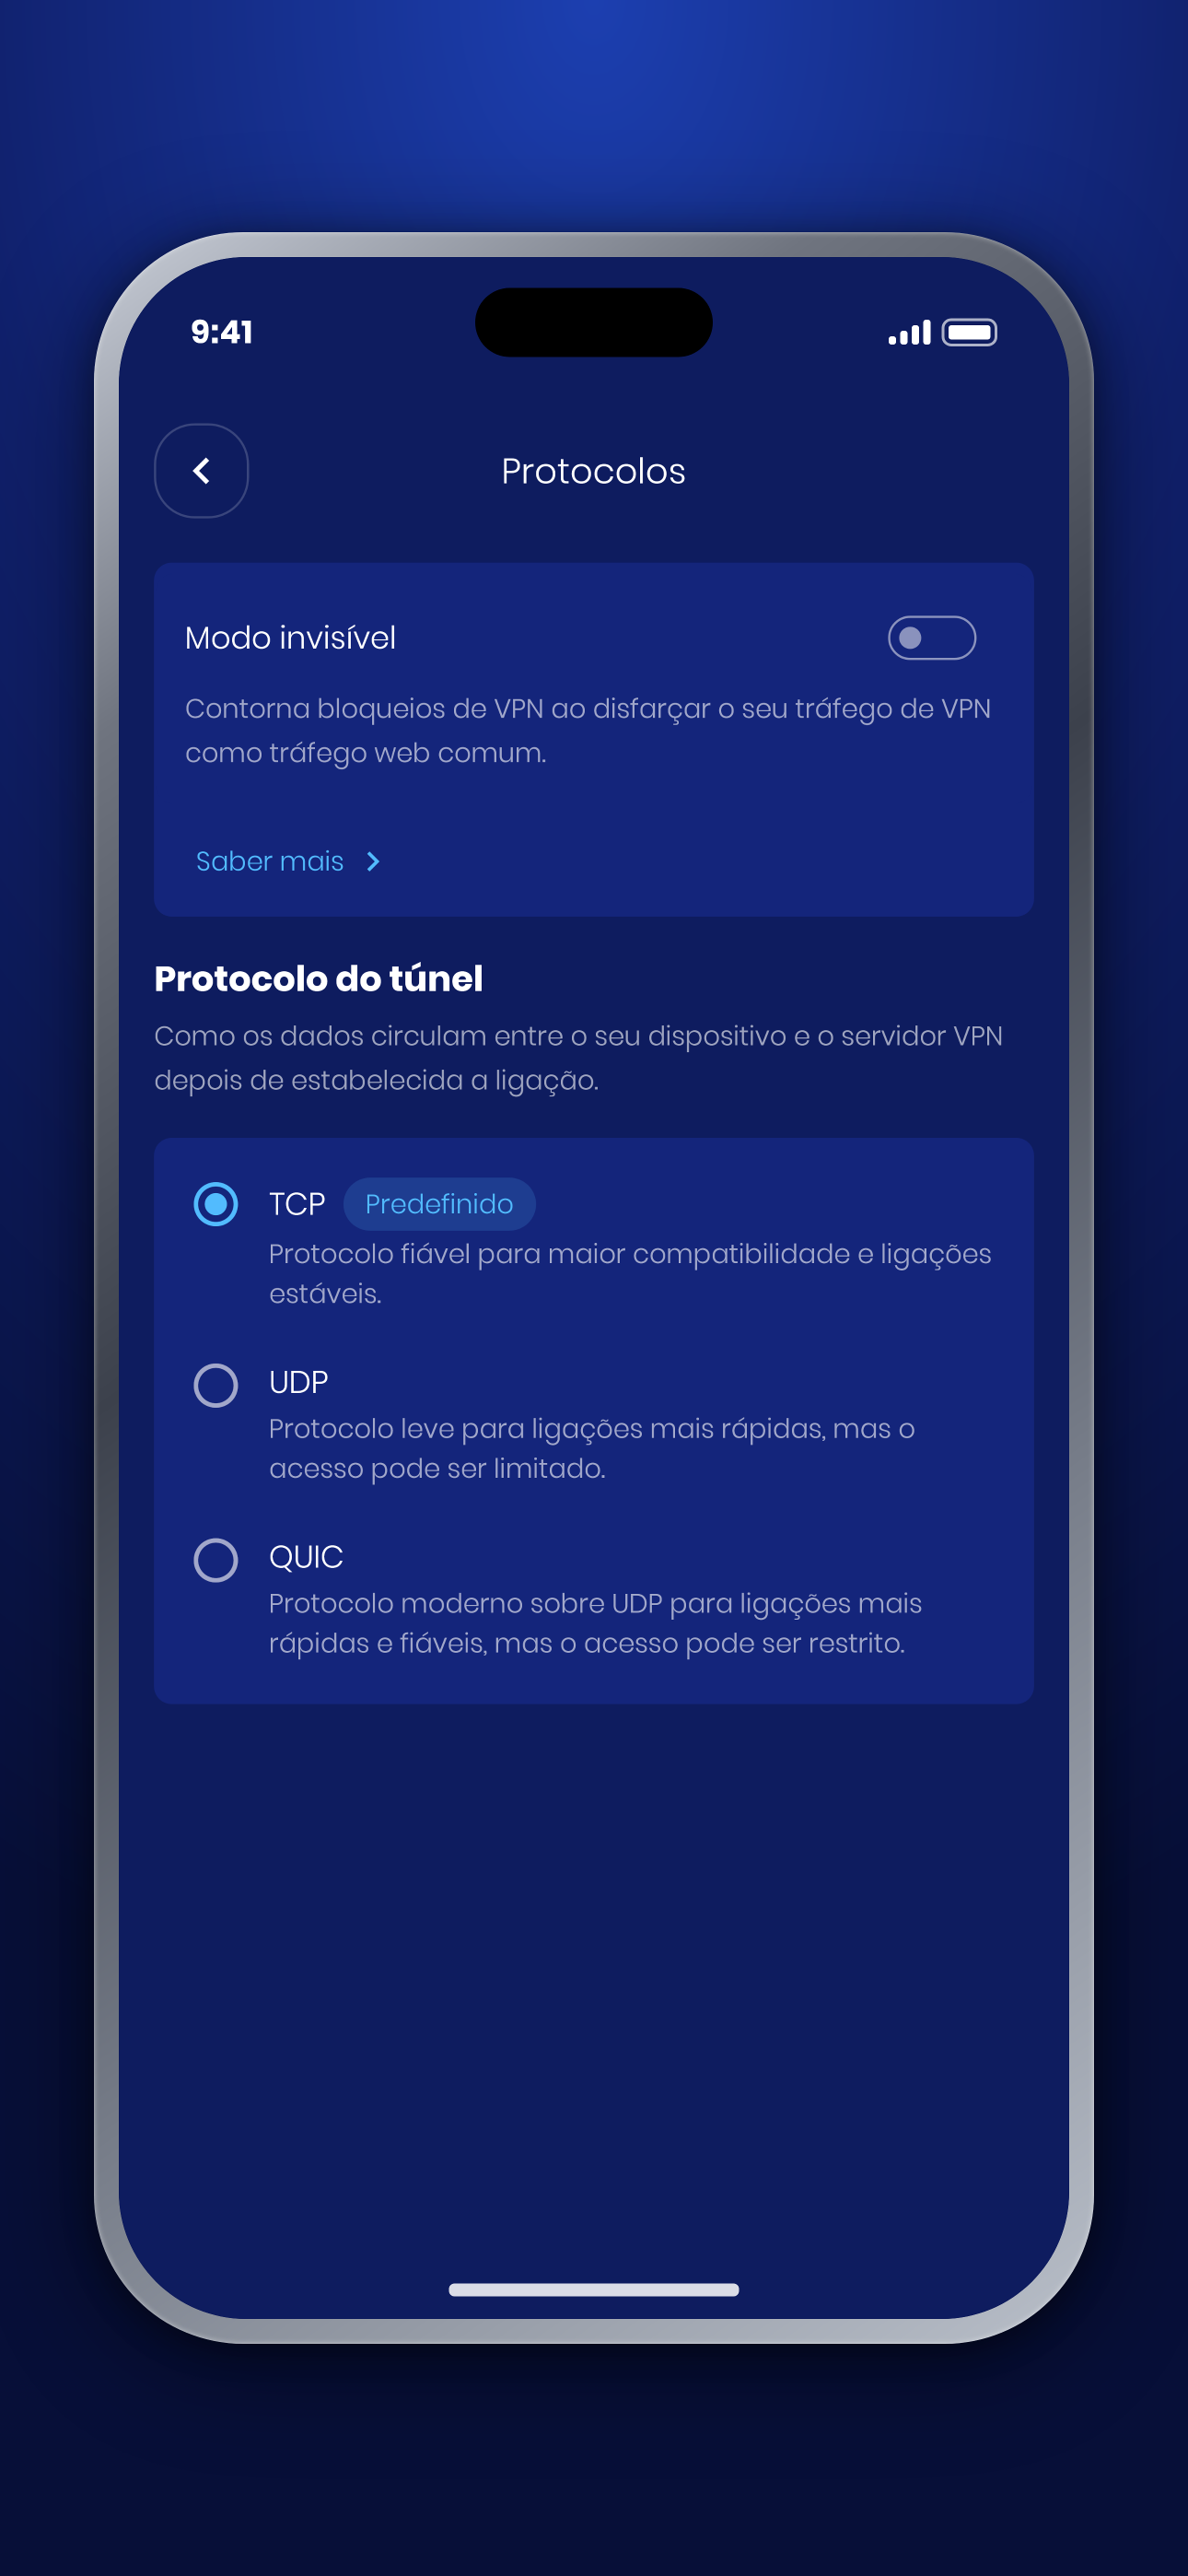 9:41
Protocolos
Modo invisível
Contorna bloqueios de VPN ao disfarçar o seu tráfego de VPN
como tráfego web comum.
Saber mais
Protocolo do túnel
Como os dados circulam entre o seu dispositivo e o servidor VPN
depois de estabelecida a ligação.
TCP Predefinido
Protocolo fiável para maior compatibilidade e ligações
estáveis.
UDP
Protocolo leve para ligações mais rápidas, mas o
acesso pode ser limitado.
QUIC
Protocolo moderno sobre UDP para ligações mais
rápidas e fiáveis, mas o acesso pode ser restrito.